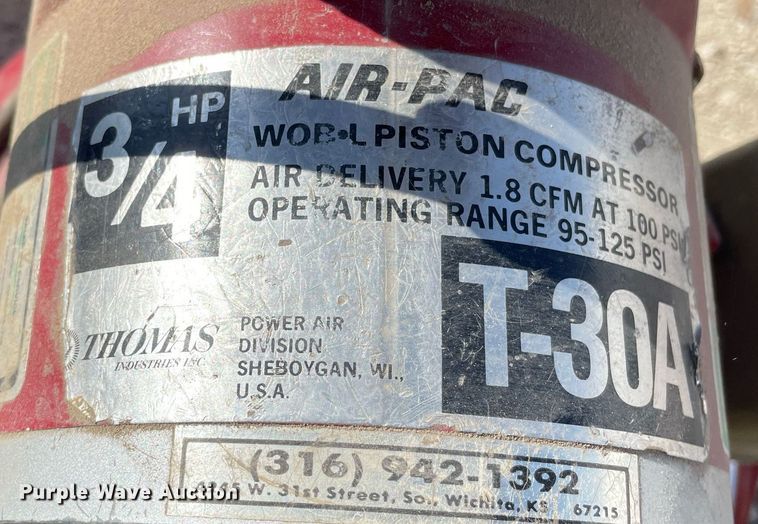 AIR-PAC
3/4 HP
WOB•L PISTON COMPRESSOR
AIR DELIVERY 1.8 CFM AT 100 PSI
OPERATING RANGE 95-125 PSI
T-30A
THOMAS
INDUSTRIES INC.
POWER AIR
DIVISION
SHEBOYGAN, WI.,
U.S.A.
(316) 942-1392
W. 31st Street, So., Wichita, KS 67215
Purple Wave Auction